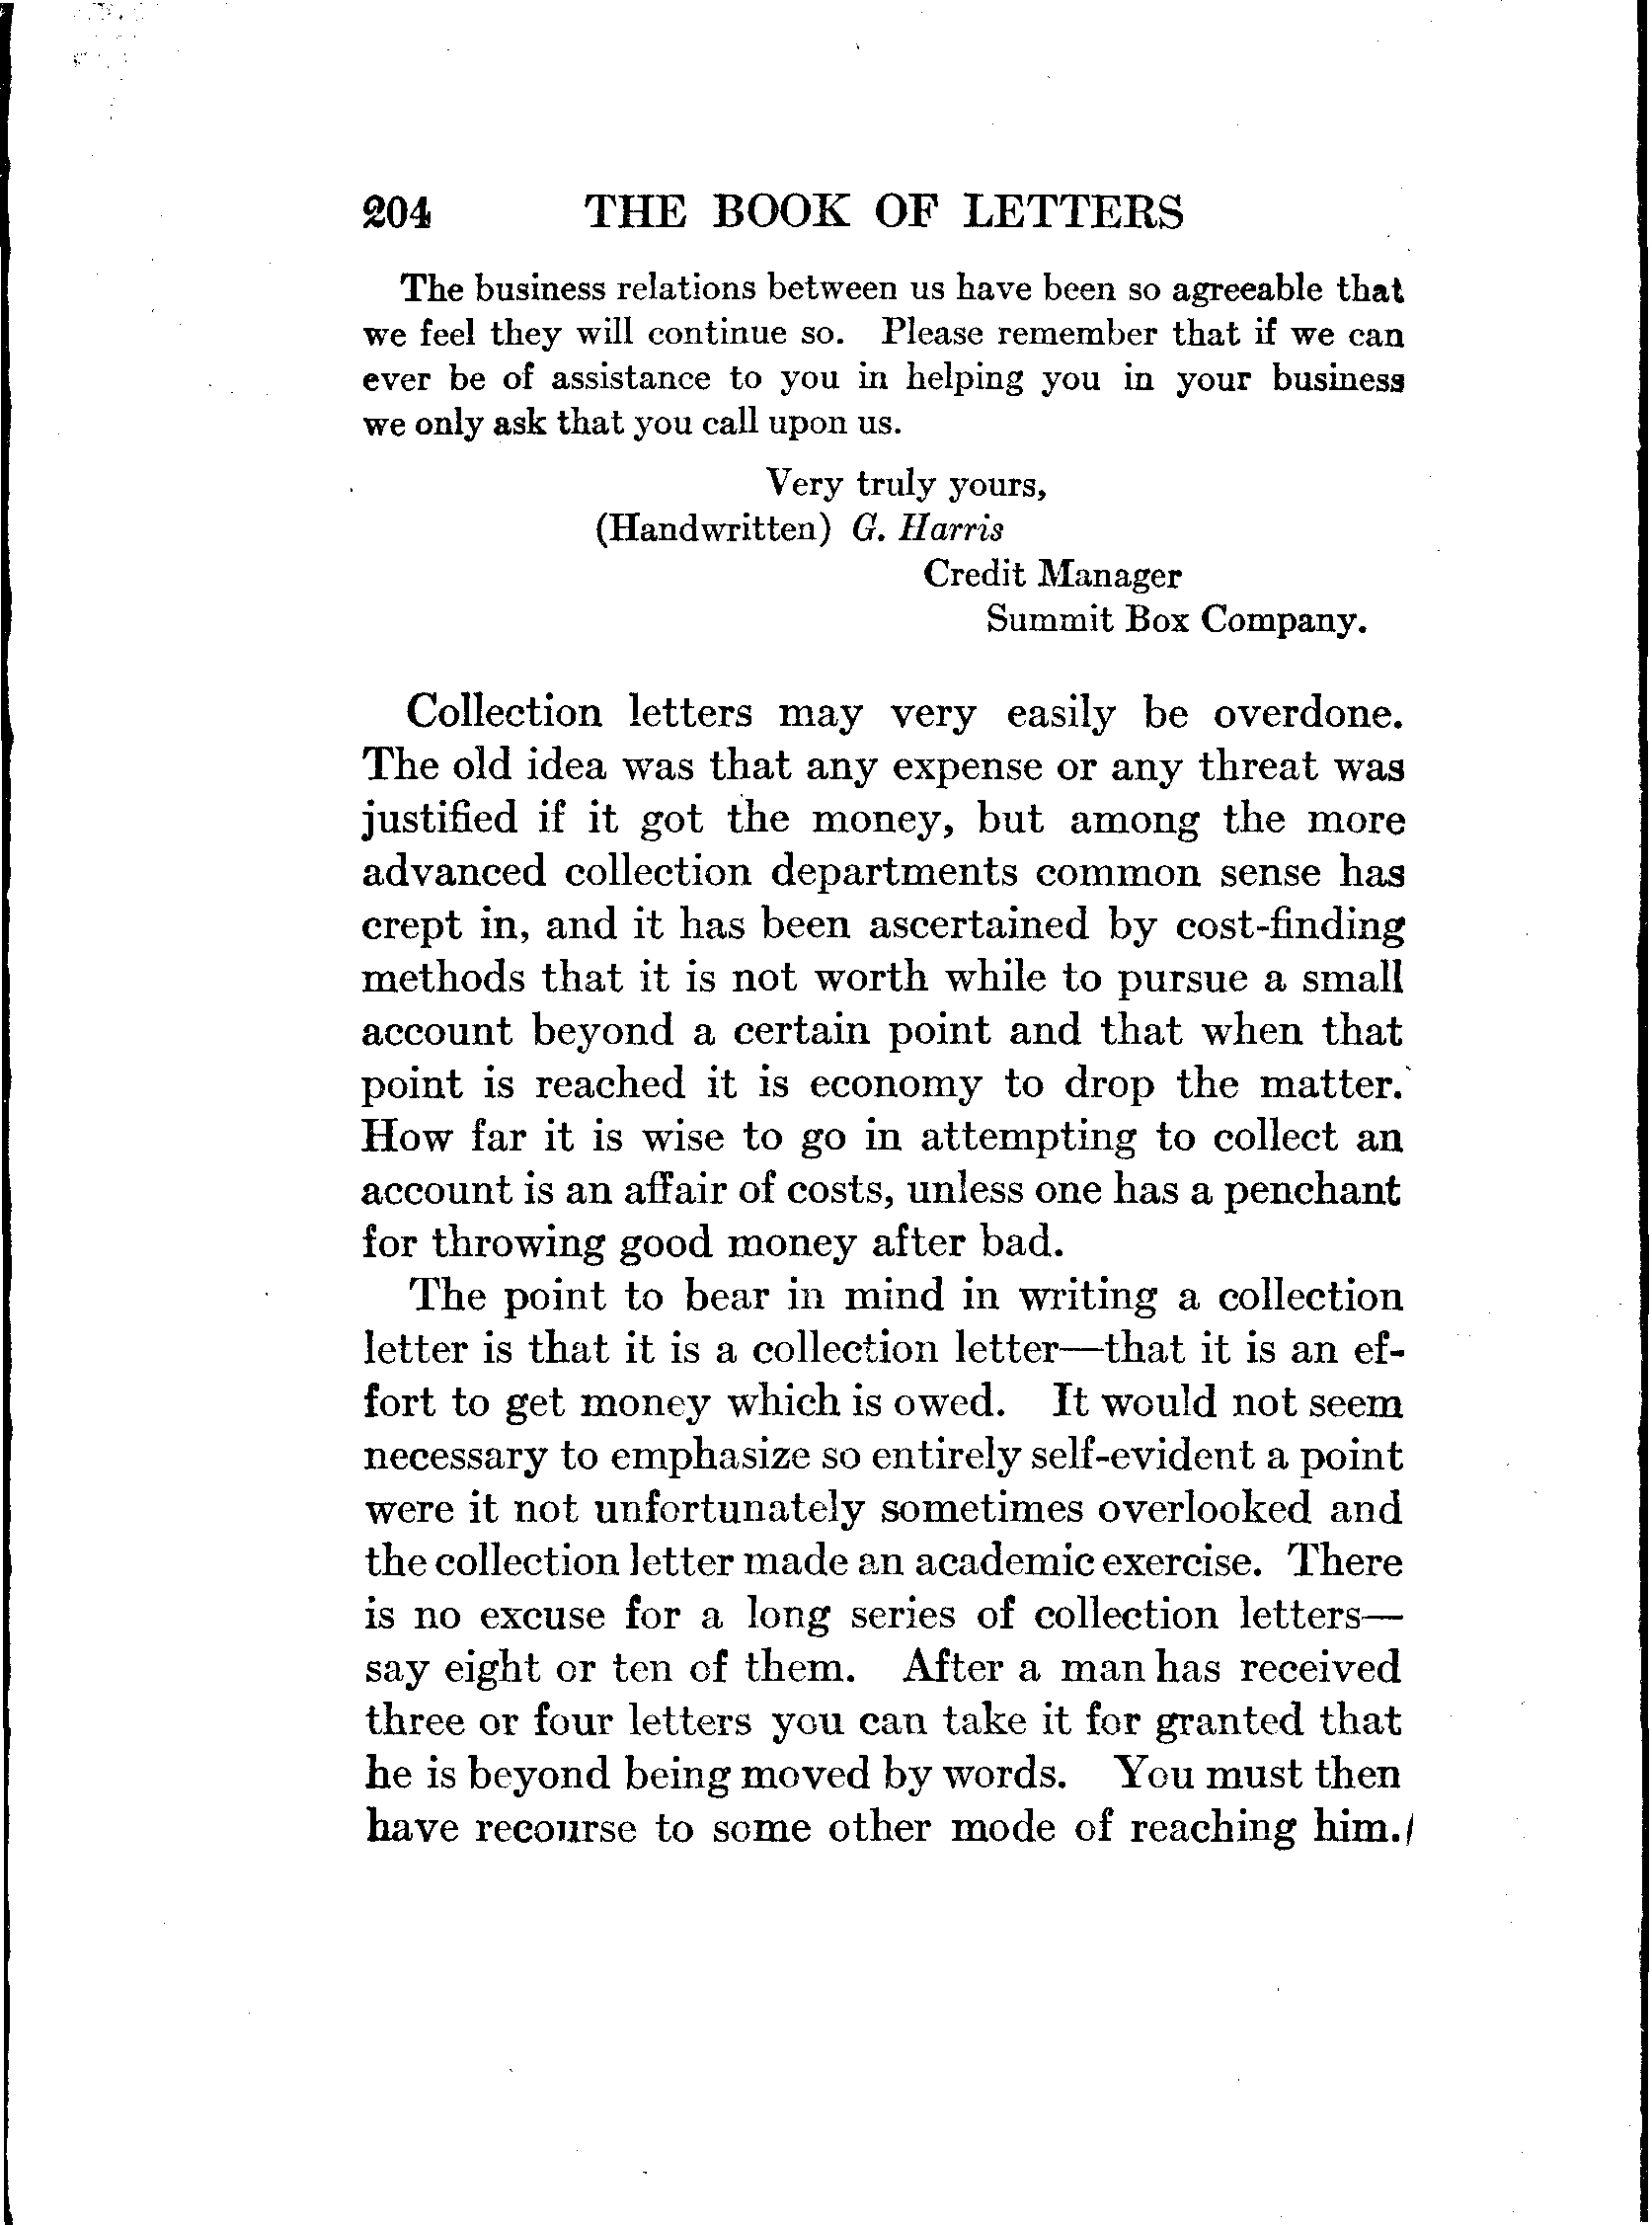 204 THE BOOK OF LETTERS
The business relations between us have been so agreeable that
we feel they will continue so. Please remember that if we can
ever be of assistance to you in helping you in your business
we only ask that you call upon us.
Very truly yours,
(Handwritten) G. Harris
Credit Manager
Summit Box Company.
Collection letters may very easily be overdone.
The old idea was that any expense or any threat was
justified if it got the money, but among the more
advanced collection departments common sense has
crept in, and it has been ascertained by cost-finding
methods that it is not worth while to pursue a small
account beyond a certain point and that when that
point is reached it is economy to drop the matter.
How far it is wise to go in attempting to collect an
account is an affair of costs, unless one has a penchant
for throwing good money after bad.
The point to bear in mind in writing a collection
letter is that it is a collection letter—that it is an ef-
fort to get money which is owed. It would not seem
necessary to emphasize so entirely self-evident a point
were it not unfortunately sometimes overlooked and
the collection letter made an academic exercise. There
is no excuse for a long series of collection letters—
say eight or ten of them. After a man has received
three or four letters you can take it for granted that
he is beyond being moved by words. You must then
have recourse to some other mode of reaching him.